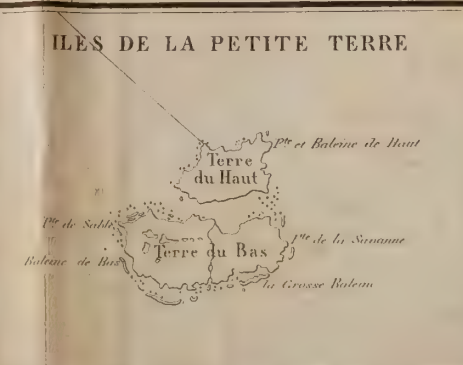 ILES DE LA PETITE TERRE
Pte et Baleine de Haut
Terre
du Haut
Pte de Sable
Terre du Bas
Pte de la Savanne
Baleine de Bas
la Grosse Baleine